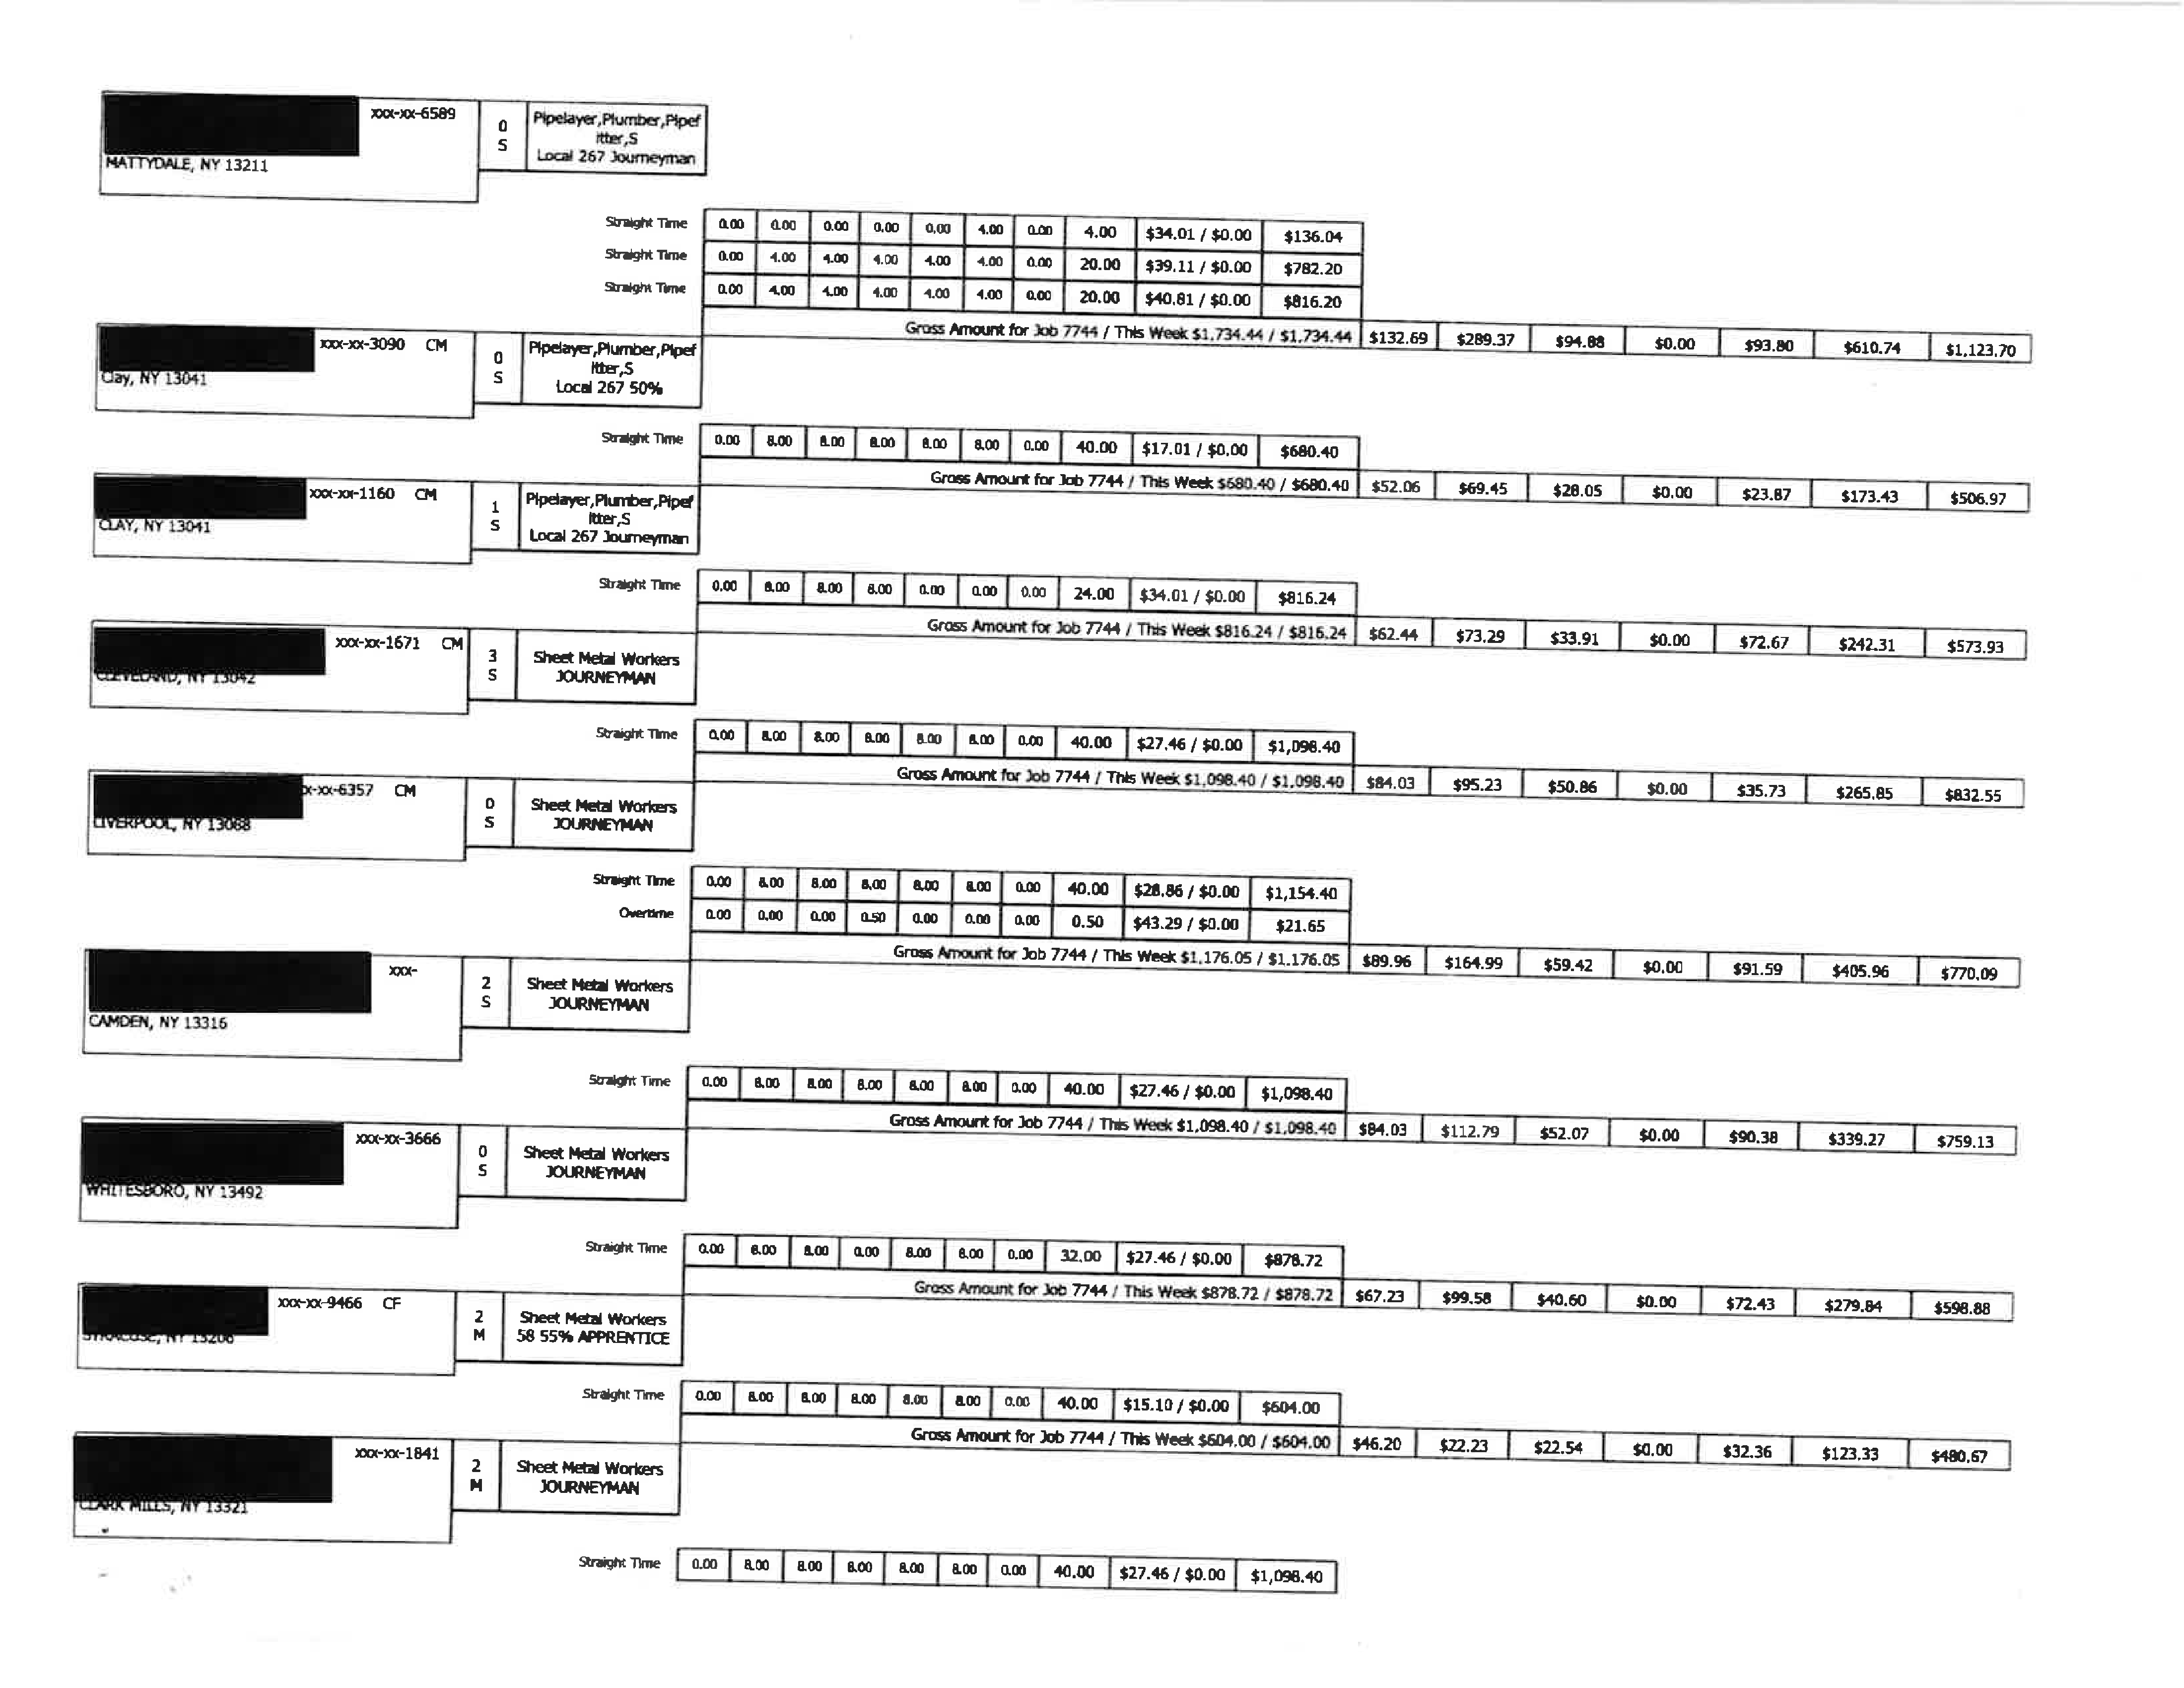 xxx-xx-6589
0
S
Pipelayer,Plumber,Pipef
itter,S
Local 267 Journeyman
MATTYDALE, NY 13211
Straight Time 0.00 0.00 0.00 0.00 0.00 4.00 0.00 4.00 $34.01 / $0.00 $136.04
Straight Time 0.00 4.00 4.00 4.00 4.00 4.00 0.00 20.00 $39.11 / $0.00 $782.20
Straight Time 0.00 4.00 4.00 4.00 4.00 4.00 0.00 20.00 $40.81 / $0.00 $816.20
Gross Amount for Job 7744 / This Week $1,734.44 / $1,734.44 $132.69 $289.37 $94.88 $0.00 $93.80 $610.74 $1,123.70
xxx-xx-3090 CM
0
S
Pipelayer,Plumber,Pipef
itter,S
Local 267 50%
Clay, NY 13041
Straight Time 0.00 8.00 8.00 8.00 8.00 8.00 0.00 40.00 $17.01 / $0.00 $680.40
Gross Amount for Job 7744 / This Week $680.40 / $680.40 $52.06 $69.45 $28.05 $0.00 $23.87 $173.43 $506.97
xxx-xx-1160 CM
1
S
Pipelayer,Plumber,Pipef
itter,S
Local 267 Journeyman
CLAY, NY 13041
Straight Time 0.00 8.00 8.00 8.00 0.00 0.00 0.00 24.00 $34.01 / $0.00 $816.24
Gross Amount for Job 7744 / This Week $816.24 / $816.24 $62.44 $73.29 $33.91 $0.00 $72.67 $242.31 $573.93
xxx-xx-1671 CM
3
S
Sheet Metal Workers
JOURNEYMAN
CLEVELAND, NY 13042
Straight Time 0.00 8.00 8.00 8.00 8.00 8.00 0.00 40.00 $27.46 / $0.00 $1,098.40
Gross Amount for Job 7744 / This Week $1,098.40 / $1,098.40 $84.03 $95.23 $50.86 $0.00 $35.73 $265.85 $832.55
x-xx-6357 CM
0
S
Sheet Metal Workers
JOURNEYMAN
LIVERPOOL, NY 13088
Straight Time 0.00 8.00 8.00 8.00 8.00 8.00 0.00 40.00 $28.86 / $0.00 $1,154.40
Overtime 0.00 0.00 0.00 0.50 0.00 0.00 0.00 0.50 $43.29 / $0.00 $21.65
Gross Amount for Job 7744 / This Week $1,176.05 / $1,176.05 $89.96 $164.99 $59.42 $0.00 $91.59 $405.96 $770.09
xxx-
2
S
Sheet Metal Workers
JOURNEYMAN
CAMDEN, NY 13316
Straight Time 0.00 8.00 8.00 8.00 8.00 8.00 0.00 40.00 $27.46 / $0.00 $1,098.40
Gross Amount for Job 7744 / This Week $1,098.40 / $1,098.40 $84.03 $112.79 $52.07 $0.00 $90.38 $339.27 $759.13
xxx-xx-3666
0
S
Sheet Metal Workers
JOURNEYMAN
WHITESBORO, NY 13492
Straight Time 0.00 8.00 8.00 0.00 8.00 8.00 0.00 32.00 $27.46 / $0.00 $878.72
Gross Amount for Job 7744 / This Week $878.72 / $878.72 $67.23 $99.58 $40.60 $0.00 $72.43 $279.84 $598.88
xxx-xx-9466 CF
2
M
Sheet Metal Workers
58 55% APPRENTICE
SYRACUSE, NY 13206
Straight Time 0.00 8.00 8.00 8.00 8.00 8.00 0.00 40.00 $15.10 / $0.00 $604.00
Gross Amount for Job 7744 / This Week $604.00 / $604.00 $46.20 $22.23 $22.54 $0.00 $32.36 $123.33 $480.67
xxx-xx-1841
2
M
Sheet Metal Workers
JOURNEYMAN
CLARK MILLS, NY 13321
Straight Time 0.00 8.00 8.00 8.00 8.00 8.00 0.00 40.00 $27.46 / $0.00 $1,098.40